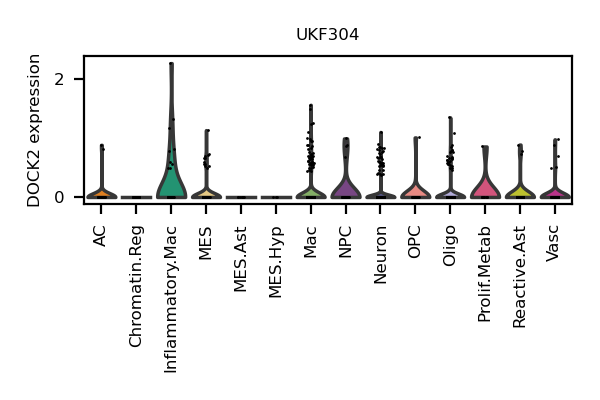 UKF304
DOCK2 expression
2
0
AC
Chromatin.Reg
Inflammatory.Mac
MES
MES.Ast
MES.Hyp
Mac
NPC
Neuron
OPC
Oligo
Prolif.Metab
Reactive.Ast
Vasc